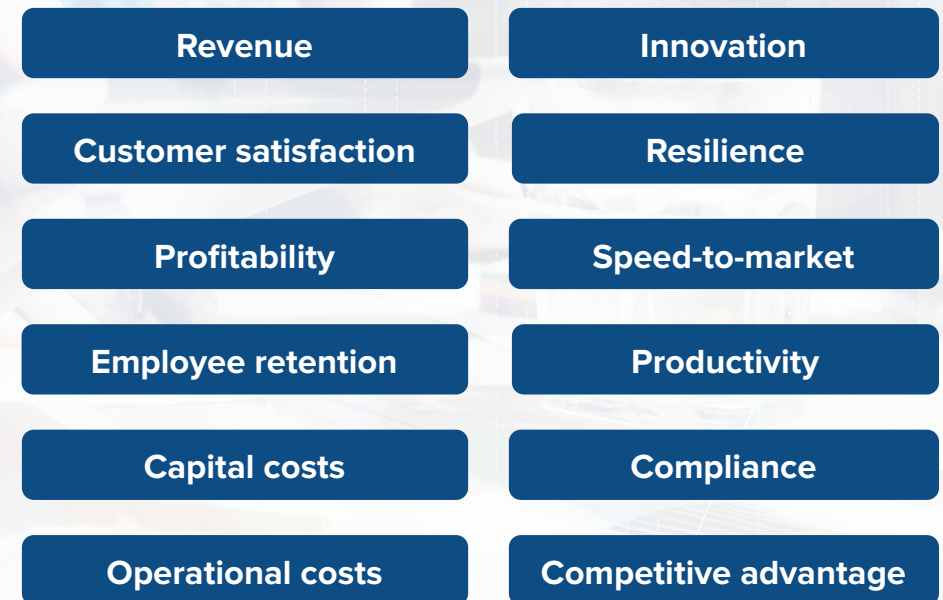 Revenue
Innovation
Customer satisfaction
Resilience
Profitability
Speed-to-market
Employee retention
Productivity
Capital costs
Compliance
Operational costs
Competitive advantage